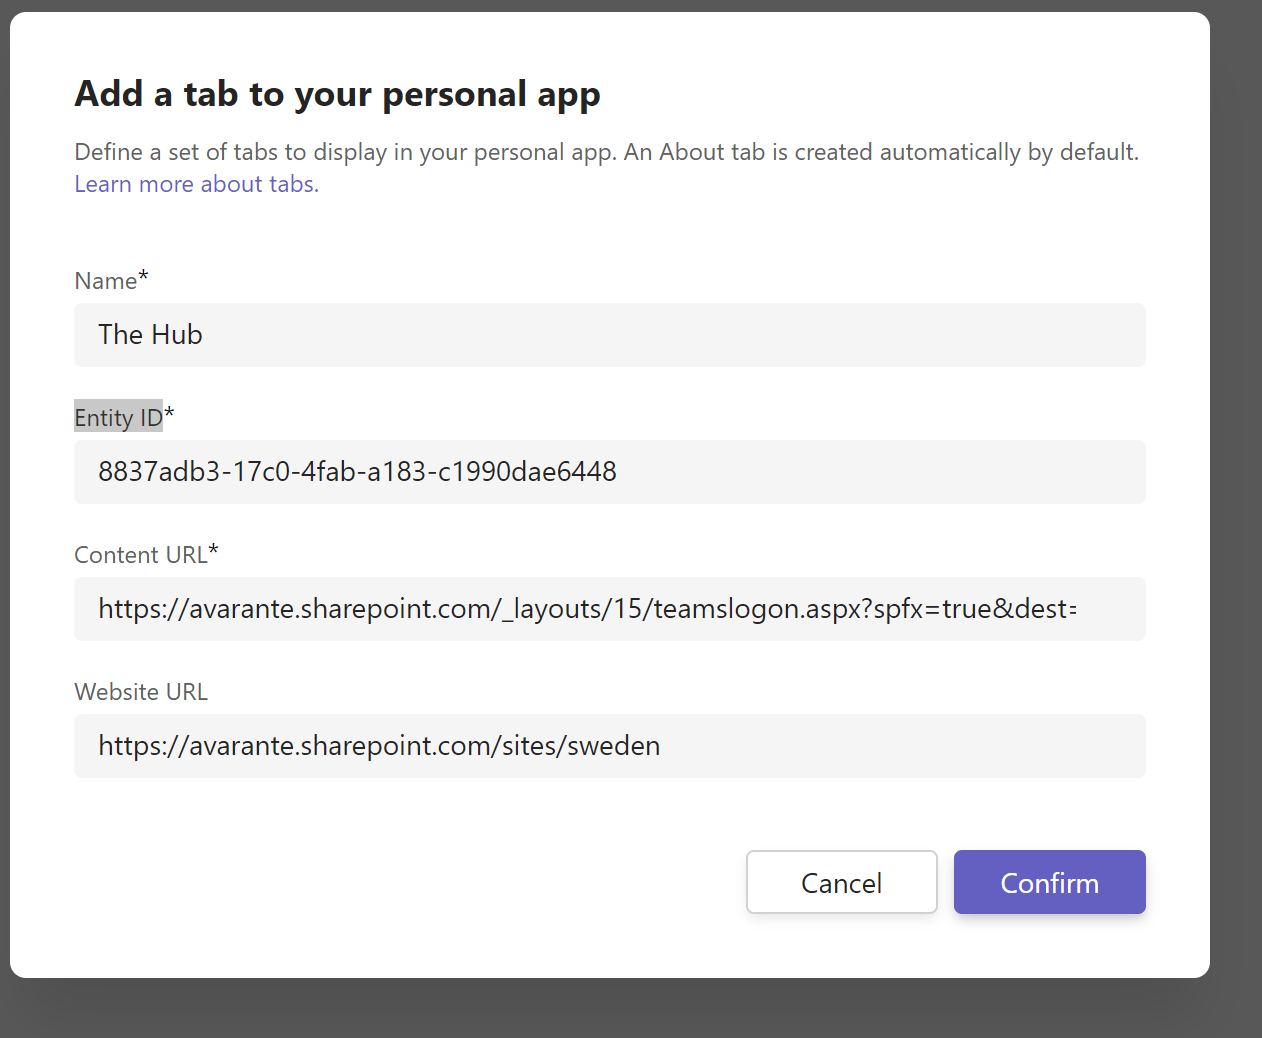 Add a tab to your personal app
Define a set of tabs to display in your personal app. An About tab is created automatically by default.
Learn more about tabs.
Name*
The Hub
Entity ID*
8837adb3-17c0-4fab-a183-c1990dae6448
Content URL*
https://avarante.sharepoint.com/_layouts/15/teamslogon.aspx?spfx=true&dest=
Website URL
https://avarante.sharepoint.com/sites/sweden
Cancel
Confirm